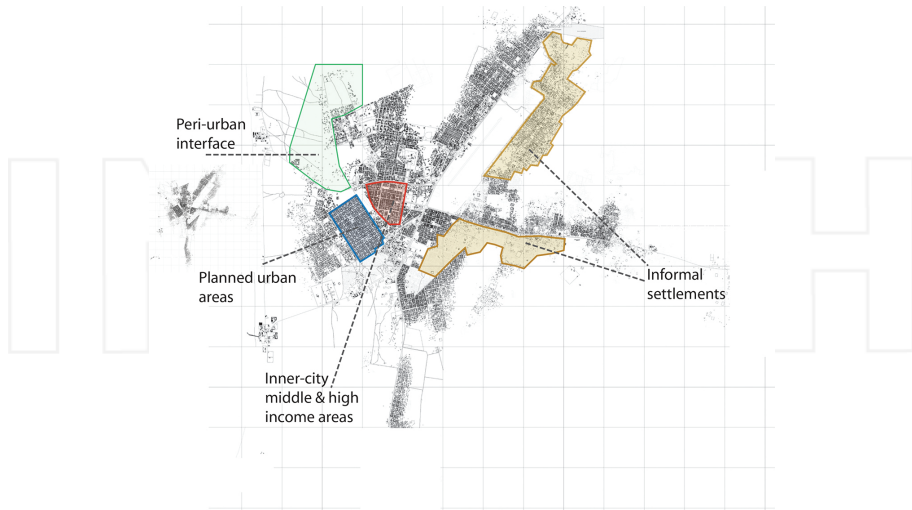 Peri-urban
interface
Planned urban
areas
Informal
settlements
Inner-city
middle & high
income areas